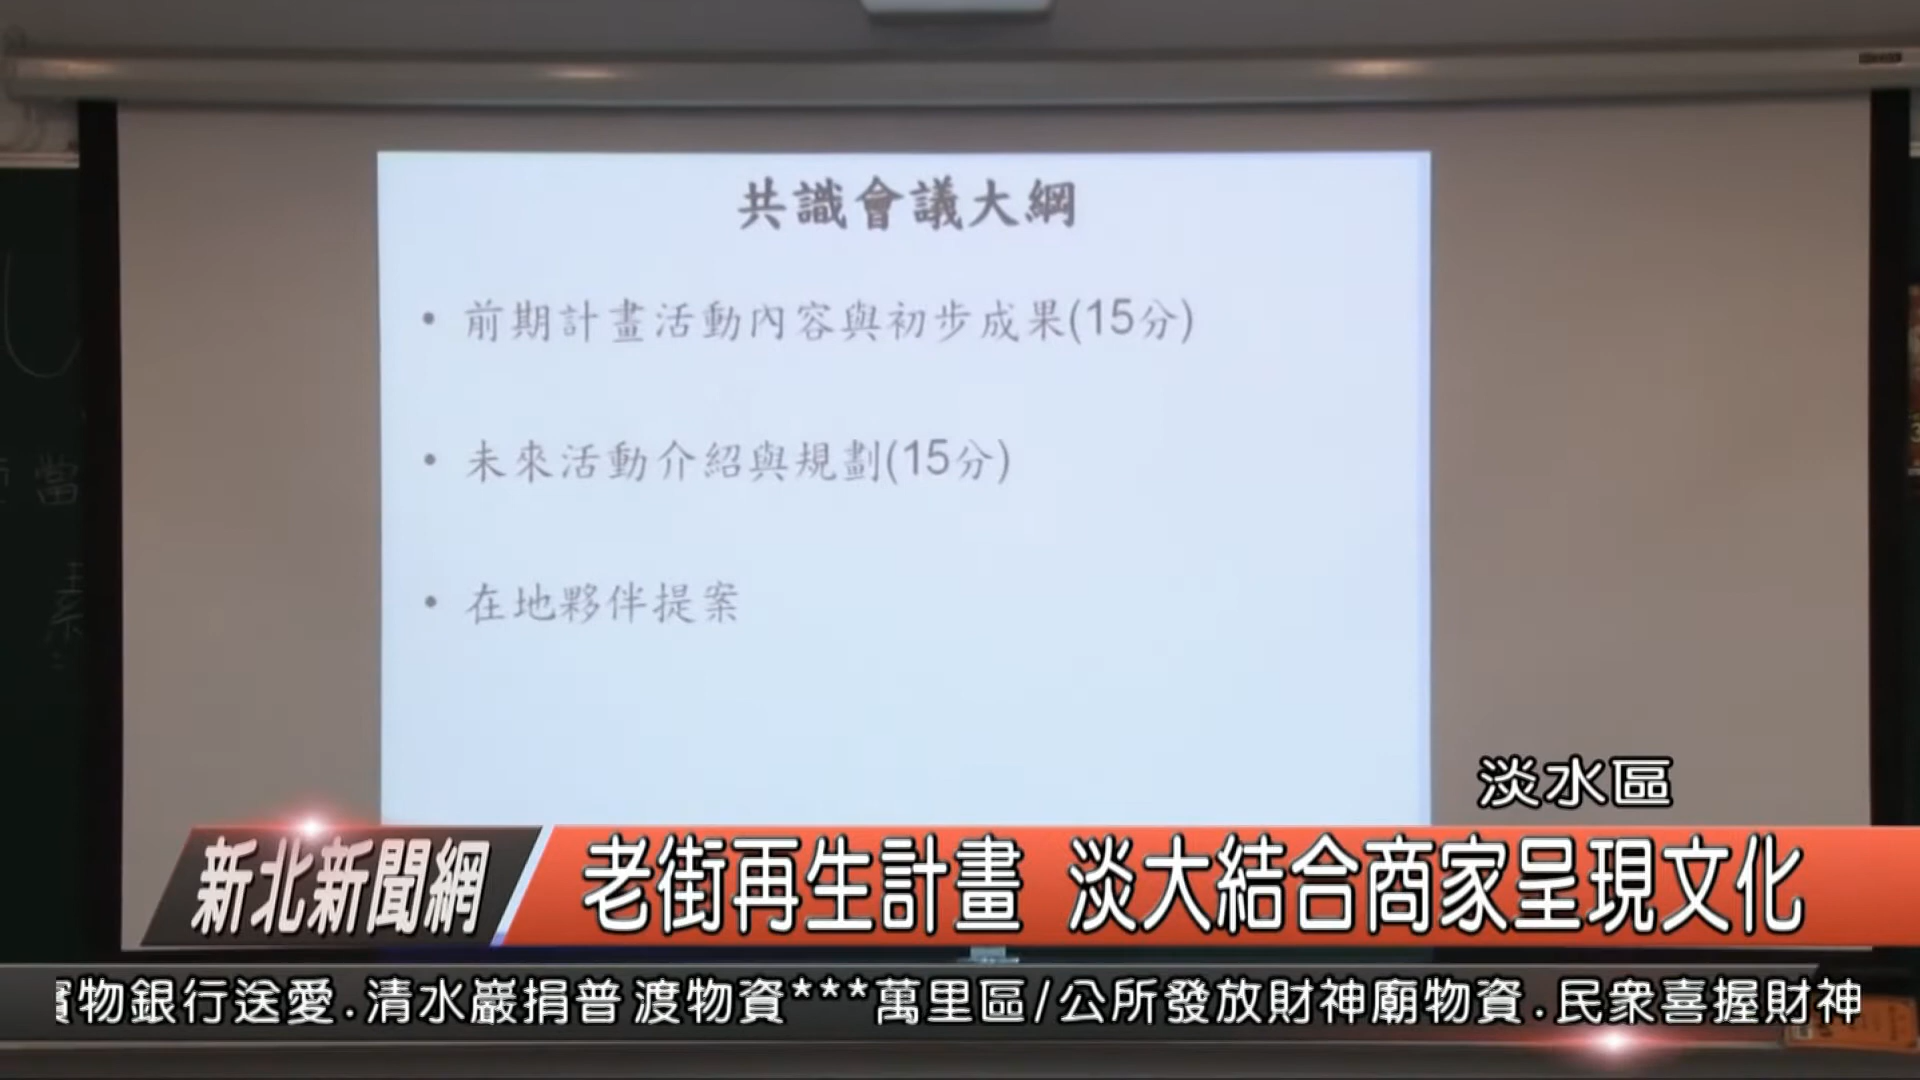 共識會議大綱
• 前期計畫活動內容與初步成果(15分)
• 未來活動介紹與規劃(15分)
• 在地夥伴提案
當
素
淡水區
新北新聞網
老街再生計畫 淡大結合商家呈現文化
物銀行送愛.清水巖捐普渡物資***萬里區/公所發放財神廟物資.民眾喜握財神